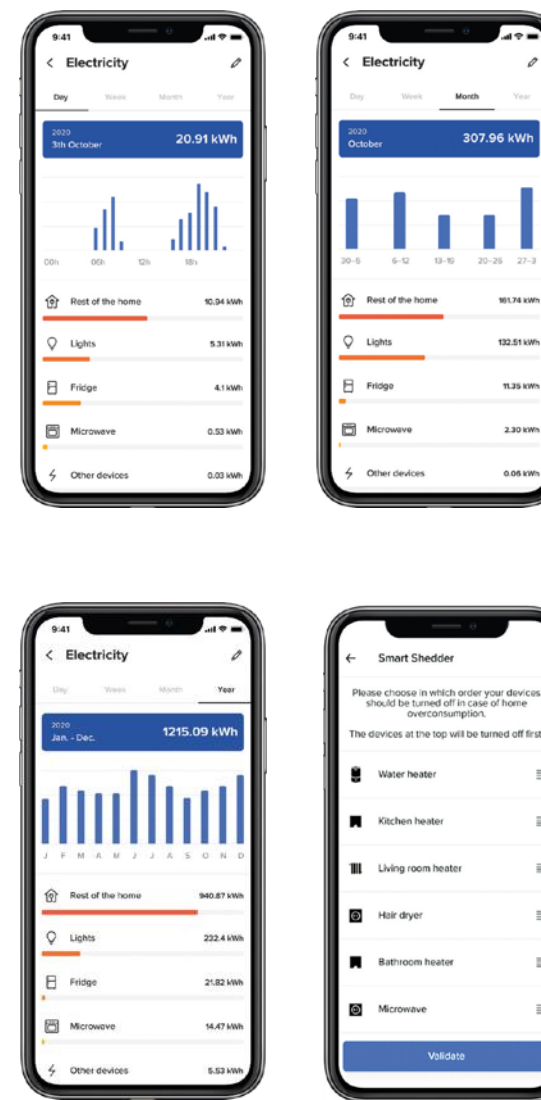 9:41
Electricity
Day Week Month Year
2020
3th October
20.91 kWh
00h 06h 12h 18h
Rest of the home 10.94 kWh
Lights 5.31 kWh
Fridge 4.1 kWh
Microwave 0.53 kWh
Other devices 0.03 kWh
9:41
Electricity
Day Week Month Year
2020
October
307.96 kWh
30-5 6-12 13-19 20-26 27-3
Rest of the home 161.74 kWh
Lights 132.51 kWh
Fridge 11.35 kWh
Microwave 2.30 kWh
Other devices 0.06 kWh
9:41
Electricity
Day Week Month Year
2020
Jan. - Dec.
1215.09 kWh
J F M A M J J A S O N D
Rest of the home 940.87 kWh
Lights 232.4 kWh
Fridge 21.82 kWh
Microwave 14.47 kWh
Other devices 5.53 kWh
Smart Shedder
Please choose in which order your devices
should be turned off in case of home
overconsumption.
The devices at the top will be turned off first
Water heater
Kitchen heater
Living room heater
Hair dryer
Bathroom heater
Microwave
Validate